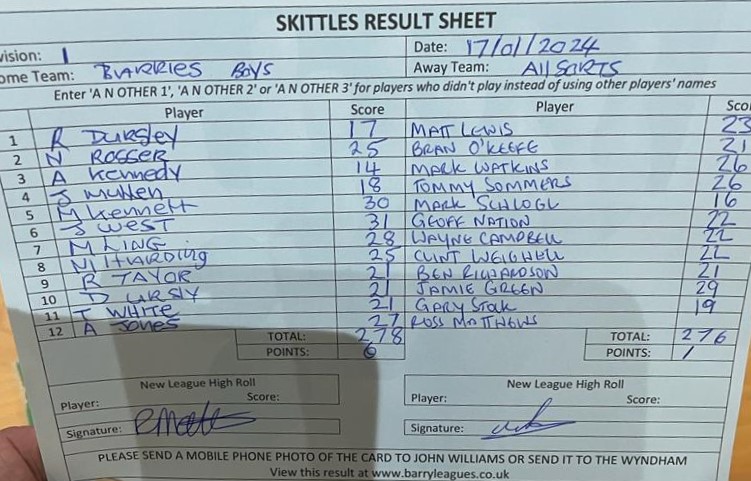 SKITTLES RESULT SHEET
vision: 1 Date: 17/01/2024
ome Team: BARRIES BOYS Away Team: All SORTS
Enter 'A N OTHER 1', 'A N OTHER 2' or 'A N OTHER 3' for players who didn't play instead of using other players' names
Player Score Player Sco
1 R DURSLEY 17 MATT LEWIS 23
2 N ROSSER 25 BRAN O'KEEFE 21
3 A Kennedy 14 MARK WATKINS 26
4 J Mullen 18 TOMMY SOMMERS 26
5 M Kennett 30 MARK SCHLOGL 16
6 J WEST 31 GEOFF NATION 22
7 M LING 28 WAYNE CAMPBELL 22
8 N HARDING 25 CLINT WEIGHELL 22
9 R TAYOR 21 BEN RICHARDSON 21
10 D URSLY 21 JAMIE GREEN 29
11 T WHITE 21 GARY Stock 19
12 A Jones 27 ROSS MATTHEWS
TOTAL: 278 TOTAL: 276
POINTS: 6 POINTS: 1
New League High Roll New League High Roll
Player: Score: Player: Score:
Signature: Signature:
PLEASE SEND A MOBILE PHONE PHOTO OF THE CARD TO JOHN WILLIAMS OR SEND IT TO THE WYNDHAM
View this result at www.barryleagues.co.uk